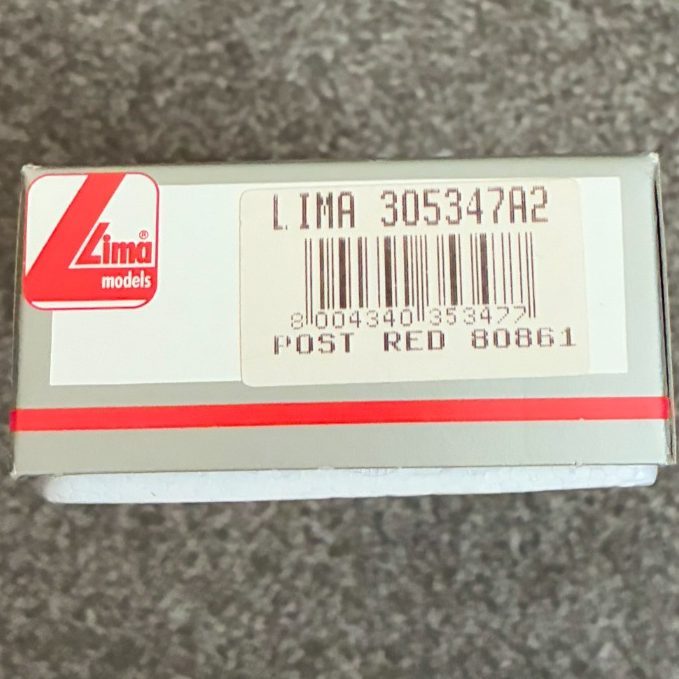 Lima®
models
LIMA 305347A2
8 004340 353477
POST RED 80861